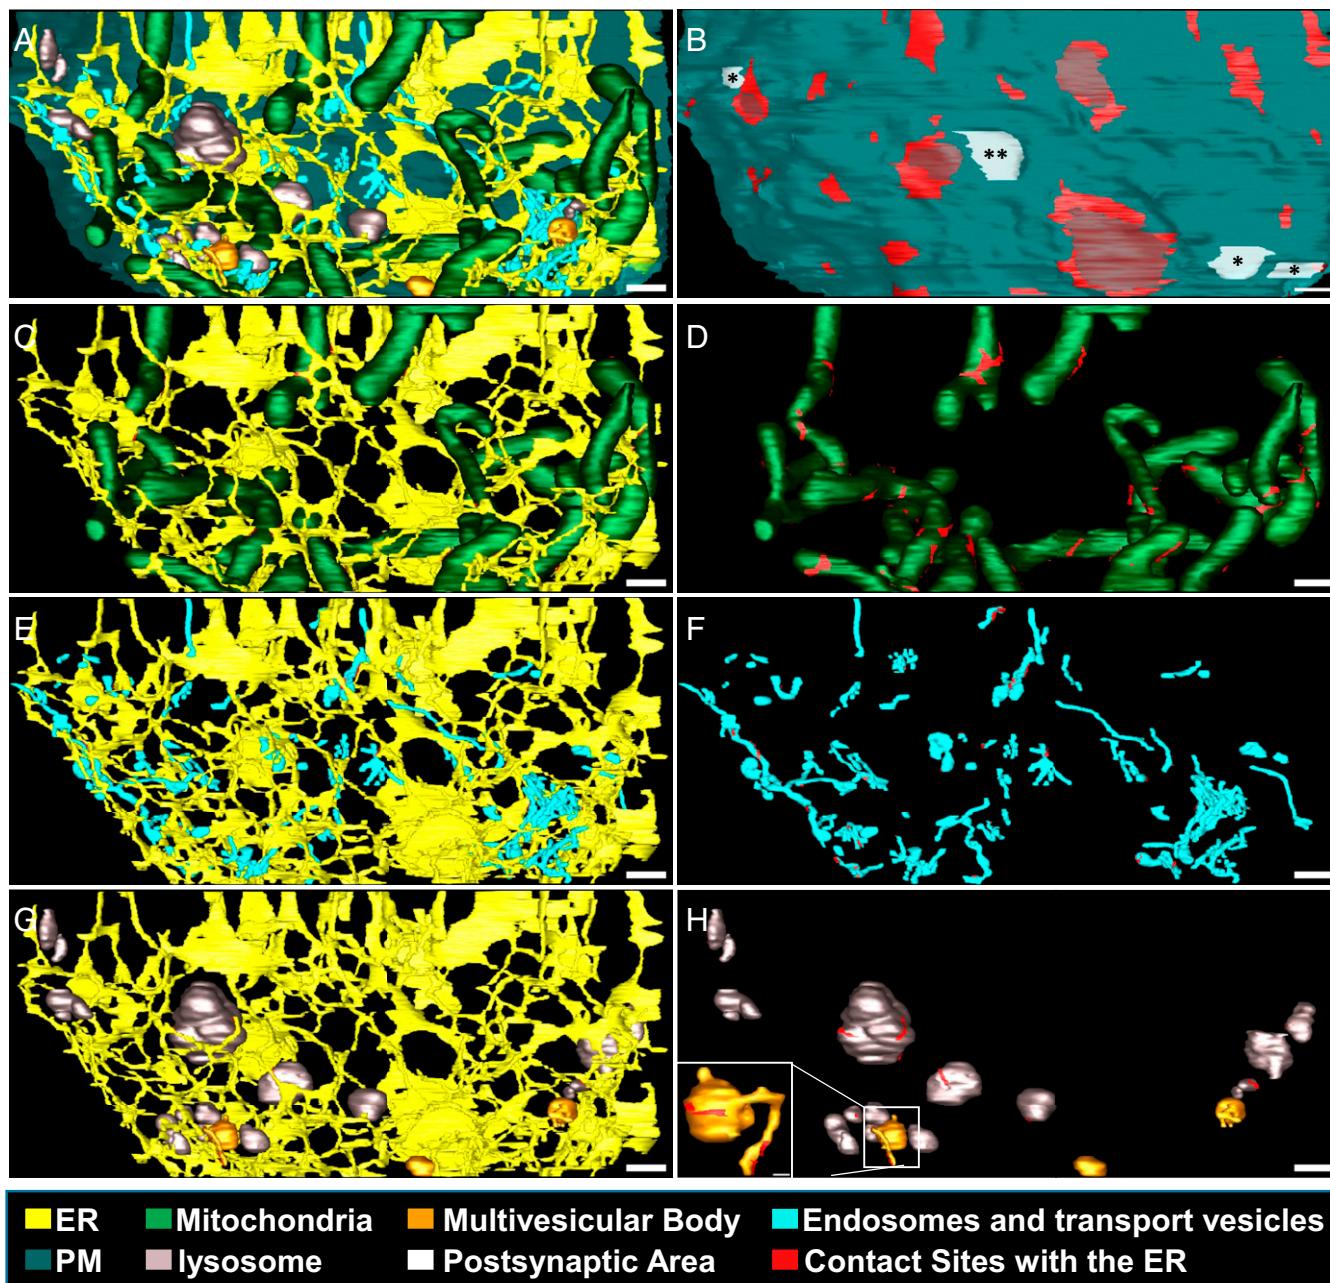 A
B
*
**
*
*
C
D
E
F
G
H
ER
Mitochondria
Multivesicular Body
Endosomes and transport vesicles
PM
lysosome
Postsynaptic Area
Contact Sites with the ER